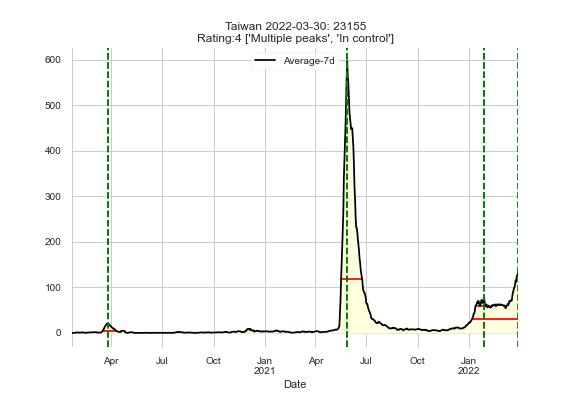 Taiwan 2022-03-30: 23155
Rating:4 ['Multiple peaks', 'In control']
Average-7d
600
500
400
300
200
100
0
Apr Jul Oct Jan Apr Jul Oct Jan
2021 2022
Date